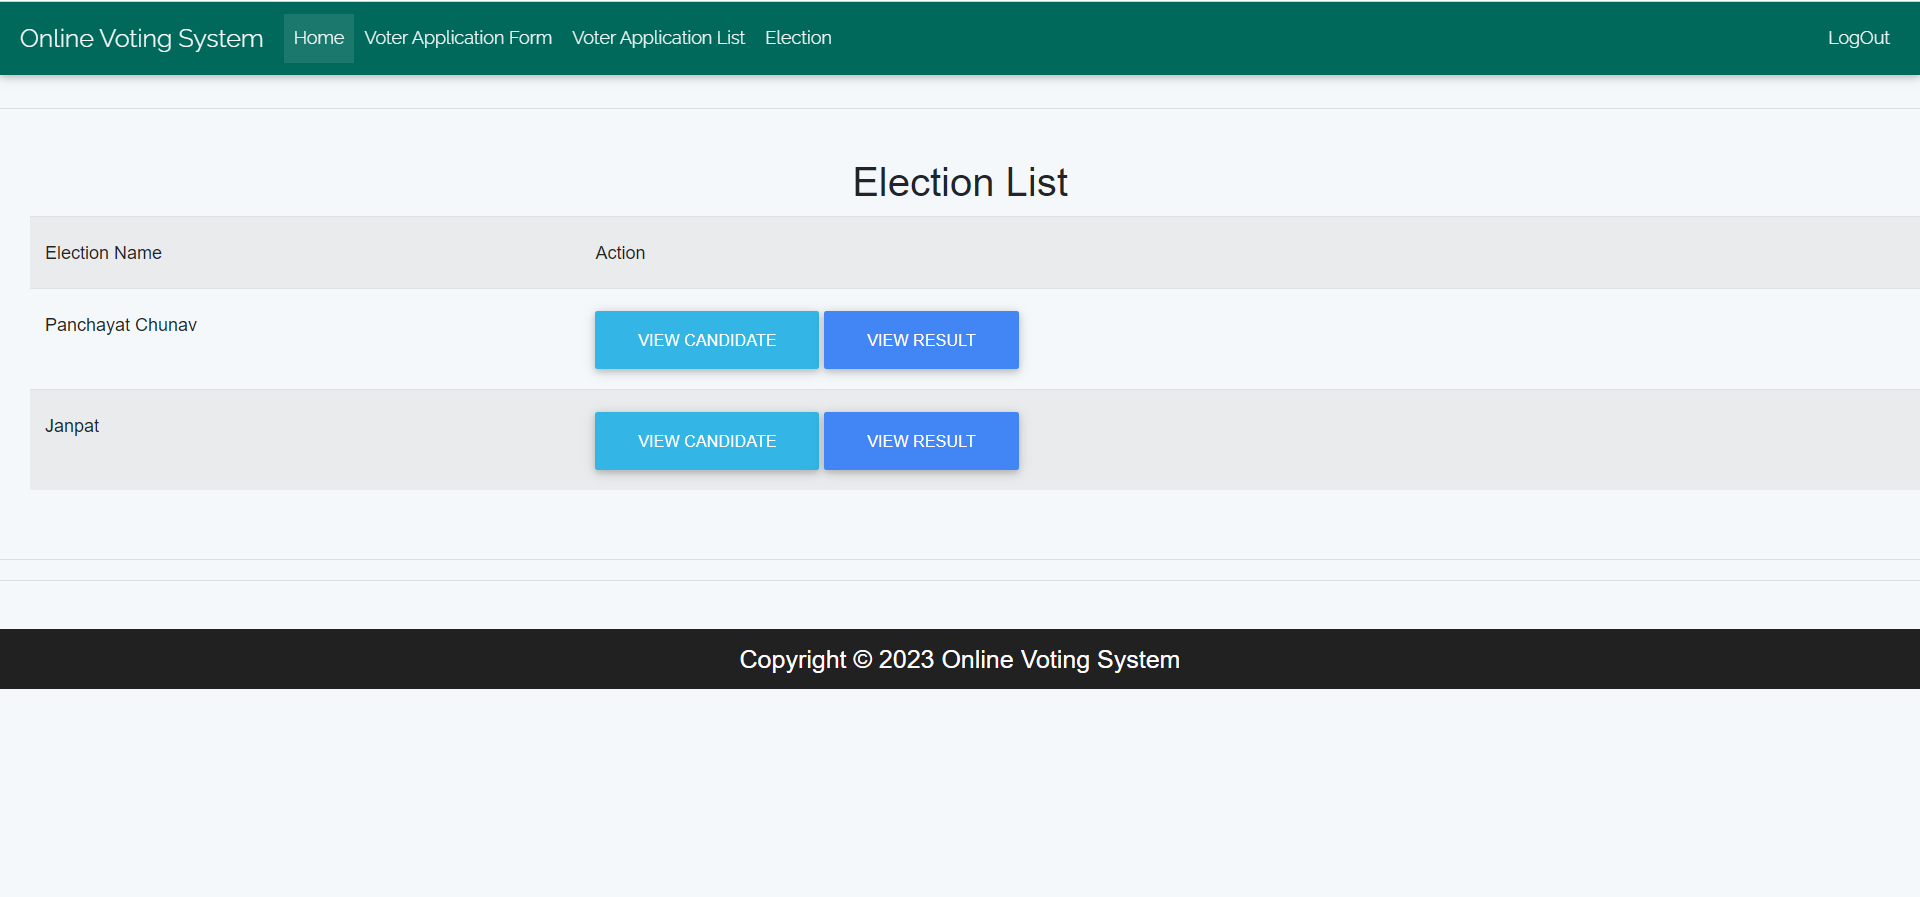 Online Voting System Home Voter Application Form Voter Application List Election LogOut
Election List
Election Name Action
Panchayat Chunav VIEW CANDIDATE VIEW RESULT
Janpat VIEW CANDIDATE VIEW RESULT
Copyright © 2023 Online Voting System